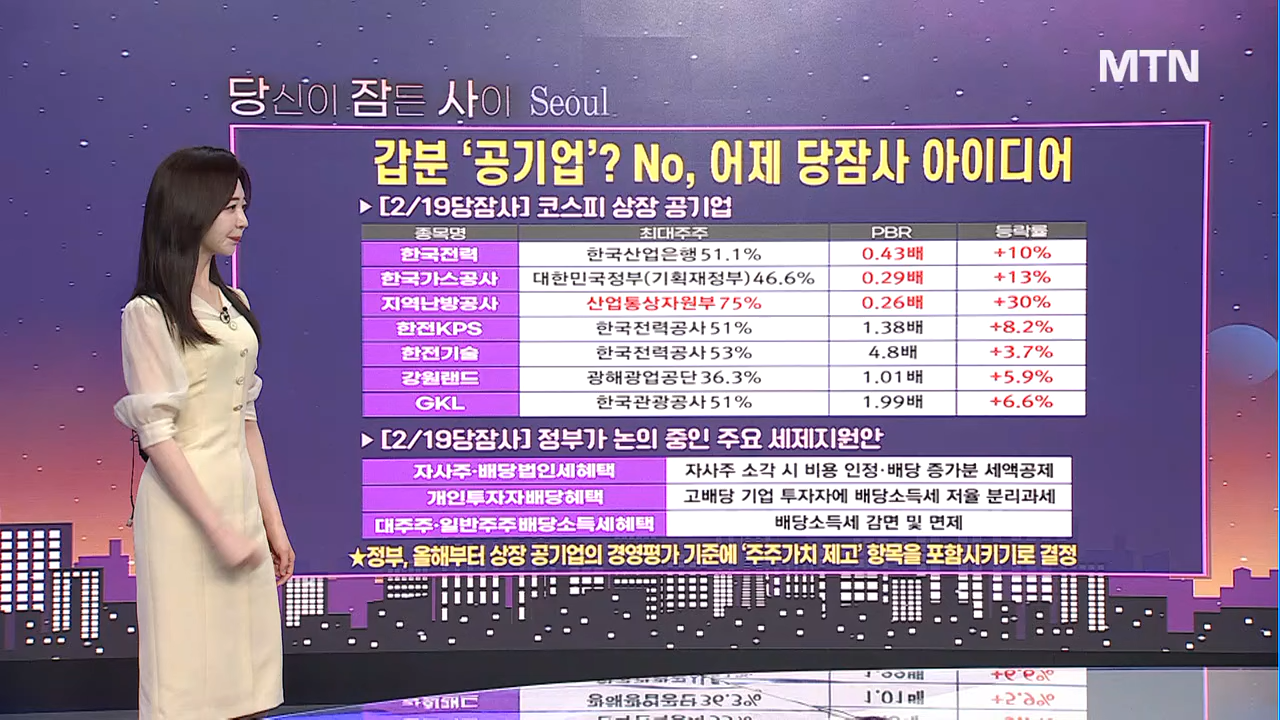 MTN
당신이 잠든 사이 Seoul
갑분 ‘공기업’? No, 어제 당잠사 아이디어
▶[2/19당잠사] 코스피 상장 공기업
종목명 최대주주 PBR 등락률
한국전력 한국산업은행 51.1% 0.43배 +10%
한국가스공사 대한민국정부(기획재정부)46.6% 0.29배 +13%
지역난방공사 산업통상자원부 75% 0.26배 +30%
한전KPS 한국전력공사 51% 1.38배 +8.2%
한전기술 한국전력공사 53% 4.8배 +3.7%
강원랜드 광해광업공단 36.3% 1.01배 +5.9%
GKL 한국관광공사 51% 1.99배 +6.6%
▶[2/19당잠사] 정부가 논의 중인 주요 세제지원안
자사주·배당법인세혜택 자사주 소각 시 비용 인정·배당 증가분 세액공제
개인투자자배당혜택 고배당 기업 투자자에 배당소득세 저율 분리과세
대주주·일반주주배당소득세혜택 배당소득세 감면 및 면제
★정부, 올해부터 상장 공기업의 경영평가 기준에 ‘주주가치 제고’ 항목을 포함시키기로 결정